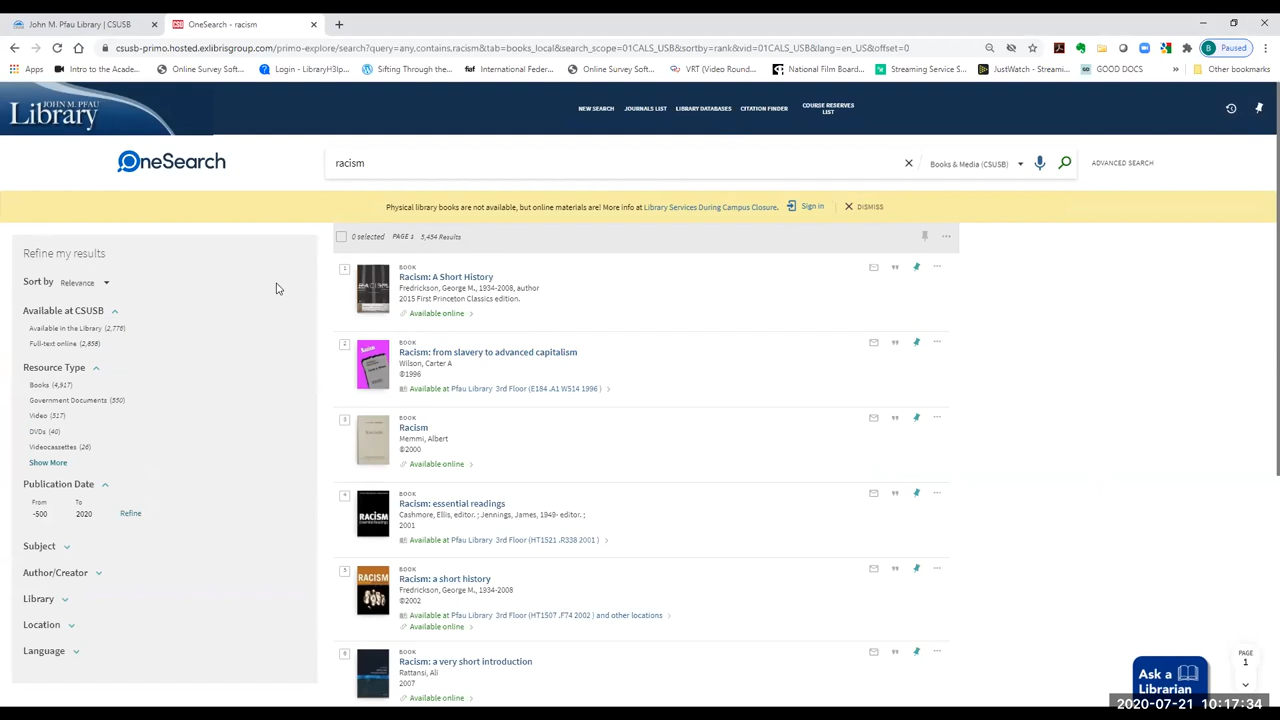 John M. Pfau Library | CSUSB
OneSearch - racism
csusb-primo.hosted.exlibrisgroup.com/primo-explore/search?query=any,contains,racism&tab=books_local&search_scope=01CALS_USB&sortby=rank&vid=01CALS_USB&lang=en_US&offset=0
B Paused
Apps Intro to the Acade... Online Survey Soft... Login - LibraryH3lp... Sifting Through the... International Feder... Online Survey Soft... VRT (Video Round... National Film Board... Streaming Service S... JustWatch - Streami... GOOD DOCS » Other bookmarks
JOHN M. PFAU
Library
NEW SEARCH JOURNALS LIST LIBRARY DATABASES CITATION FINDER COURSE RESERVES
LIST
OneSearch
racism
Books & Media (CSUSB)
ADVANCED SEARCH
Physical library books are not available, but online materials are! More info at Library Services During Campus Closure. Sign in DISMISS
Refine my results
Sort by Relevance
Available at CSUSB
Available in the Library (2,776)
Full-text online (2,656)
Resource Type
Books (4,917)
Government Documents (550)
Video (317)
DVDs (40)
Videocassettes (26)
Show More
Publication Date
From To
-500 2020 Refine
Subject
Author/Creator
Library
Location
Language
0 selected PAGE 1 5,454 Results
1
BOOK
Racism: A Short History
Fredrickson, George M., 1934-2008, author
2015 First Princeton Classics edition.
Available online
2
BOOK
Racism: from slavery to advanced capitalism
Wilson, Carter A
©1996
Available at Pfau Library 3rd Floor (E184 .A1 W514 1996 )
3
BOOK
Racism
Memmi, Albert
©2000
Available online
4
RACISM
BOOK
Racism: essential readings
Cashmore, Ellis, editor. ; Jennings, James, 1949- editor. ;
2001
Available at Pfau Library 3rd Floor (HT1521 .R338 2001 )
5
RACISM
BOOK
Racism: a short history
Fredrickson, George M., 1934-2008
©2002
Available at Pfau Library 3rd Floor (HT1507 .F74 2002 ) and other locations
Available online
6
BOOK
Racism: a very short introduction
Rattansi, Ali
2007
Available online
PAGE
1
Ask a
Librarian
2020-07-21 10:17:34